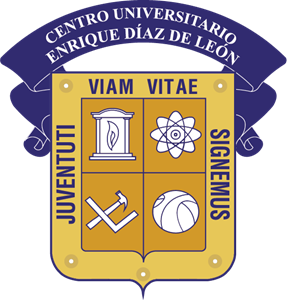 CENTRO UNIVERSITARIO
ENRIQUE DÍAZ DE LEÓN
VIAM VITAE
JUVENTUTI
SIGNEMUS